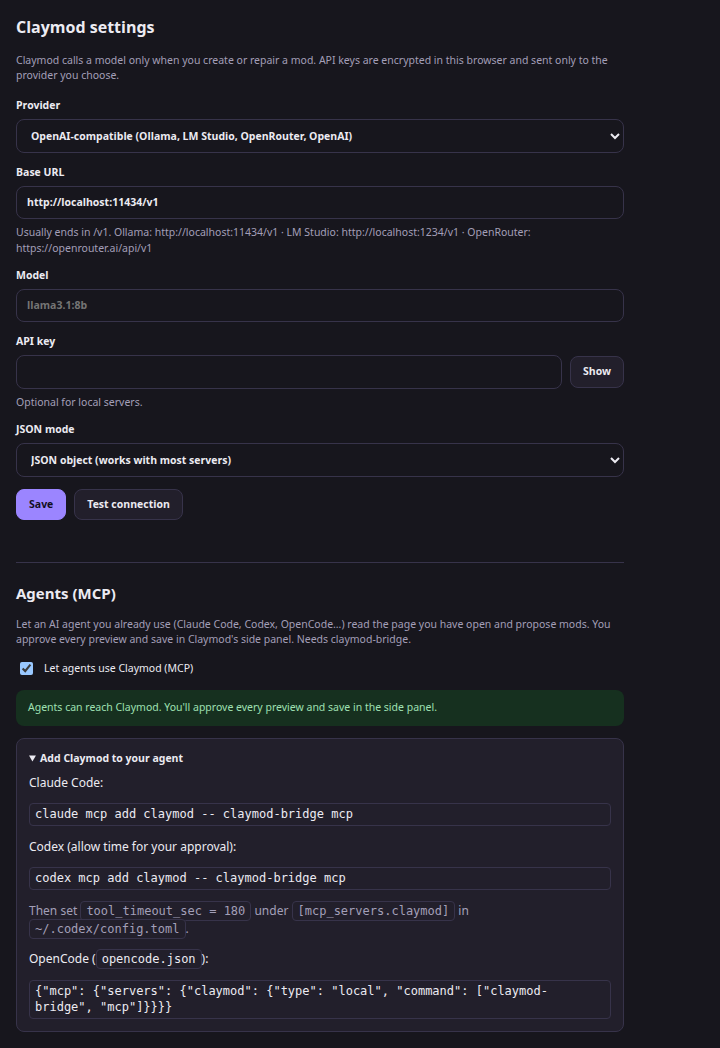 Claymod settings
Claymod calls a model only when you create or repair a mod. API keys are encrypted in this browser and sent only to the
provider you choose.
Provider
OpenAI-compatible (Ollama, LM Studio, OpenRouter, OpenAI)
Base URL
http://localhost:11434/v1
Usually ends in /v1. Ollama: http://localhost:11434/v1 · LM Studio: http://localhost:1234/v1 · OpenRouter:
https://openrouter.ai/api/v1
Model
llama3.1:8b
API key
Show
Optional for local servers.
JSON mode
JSON object (works with most servers)
Save
Test connection
Agents (MCP)
Let an AI agent you already use (Claude Code, Codex, OpenCode…) read the page you have open and propose mods. You
approve every preview and save in Claymod's side panel. Needs claymod-bridge.
Let agents use Claymod (MCP)
Agents can reach Claymod. You'll approve every preview and save in the side panel.
▼ Add Claymod to your agent
Claude Code:
claude mcp add claymod -- claymod-bridge mcp
Codex (allow time for your approval):
codex mcp add claymod -- claymod-bridge mcp
Then set tool_timeout_sec = 180 under [mcp_servers.claymod] in
~/.codex/config.toml.
OpenCode (opencode.json):
{"mcp": {"servers": {"claymod": {"type": "local", "command": ["claymod-
bridge", "mcp"]}}}}